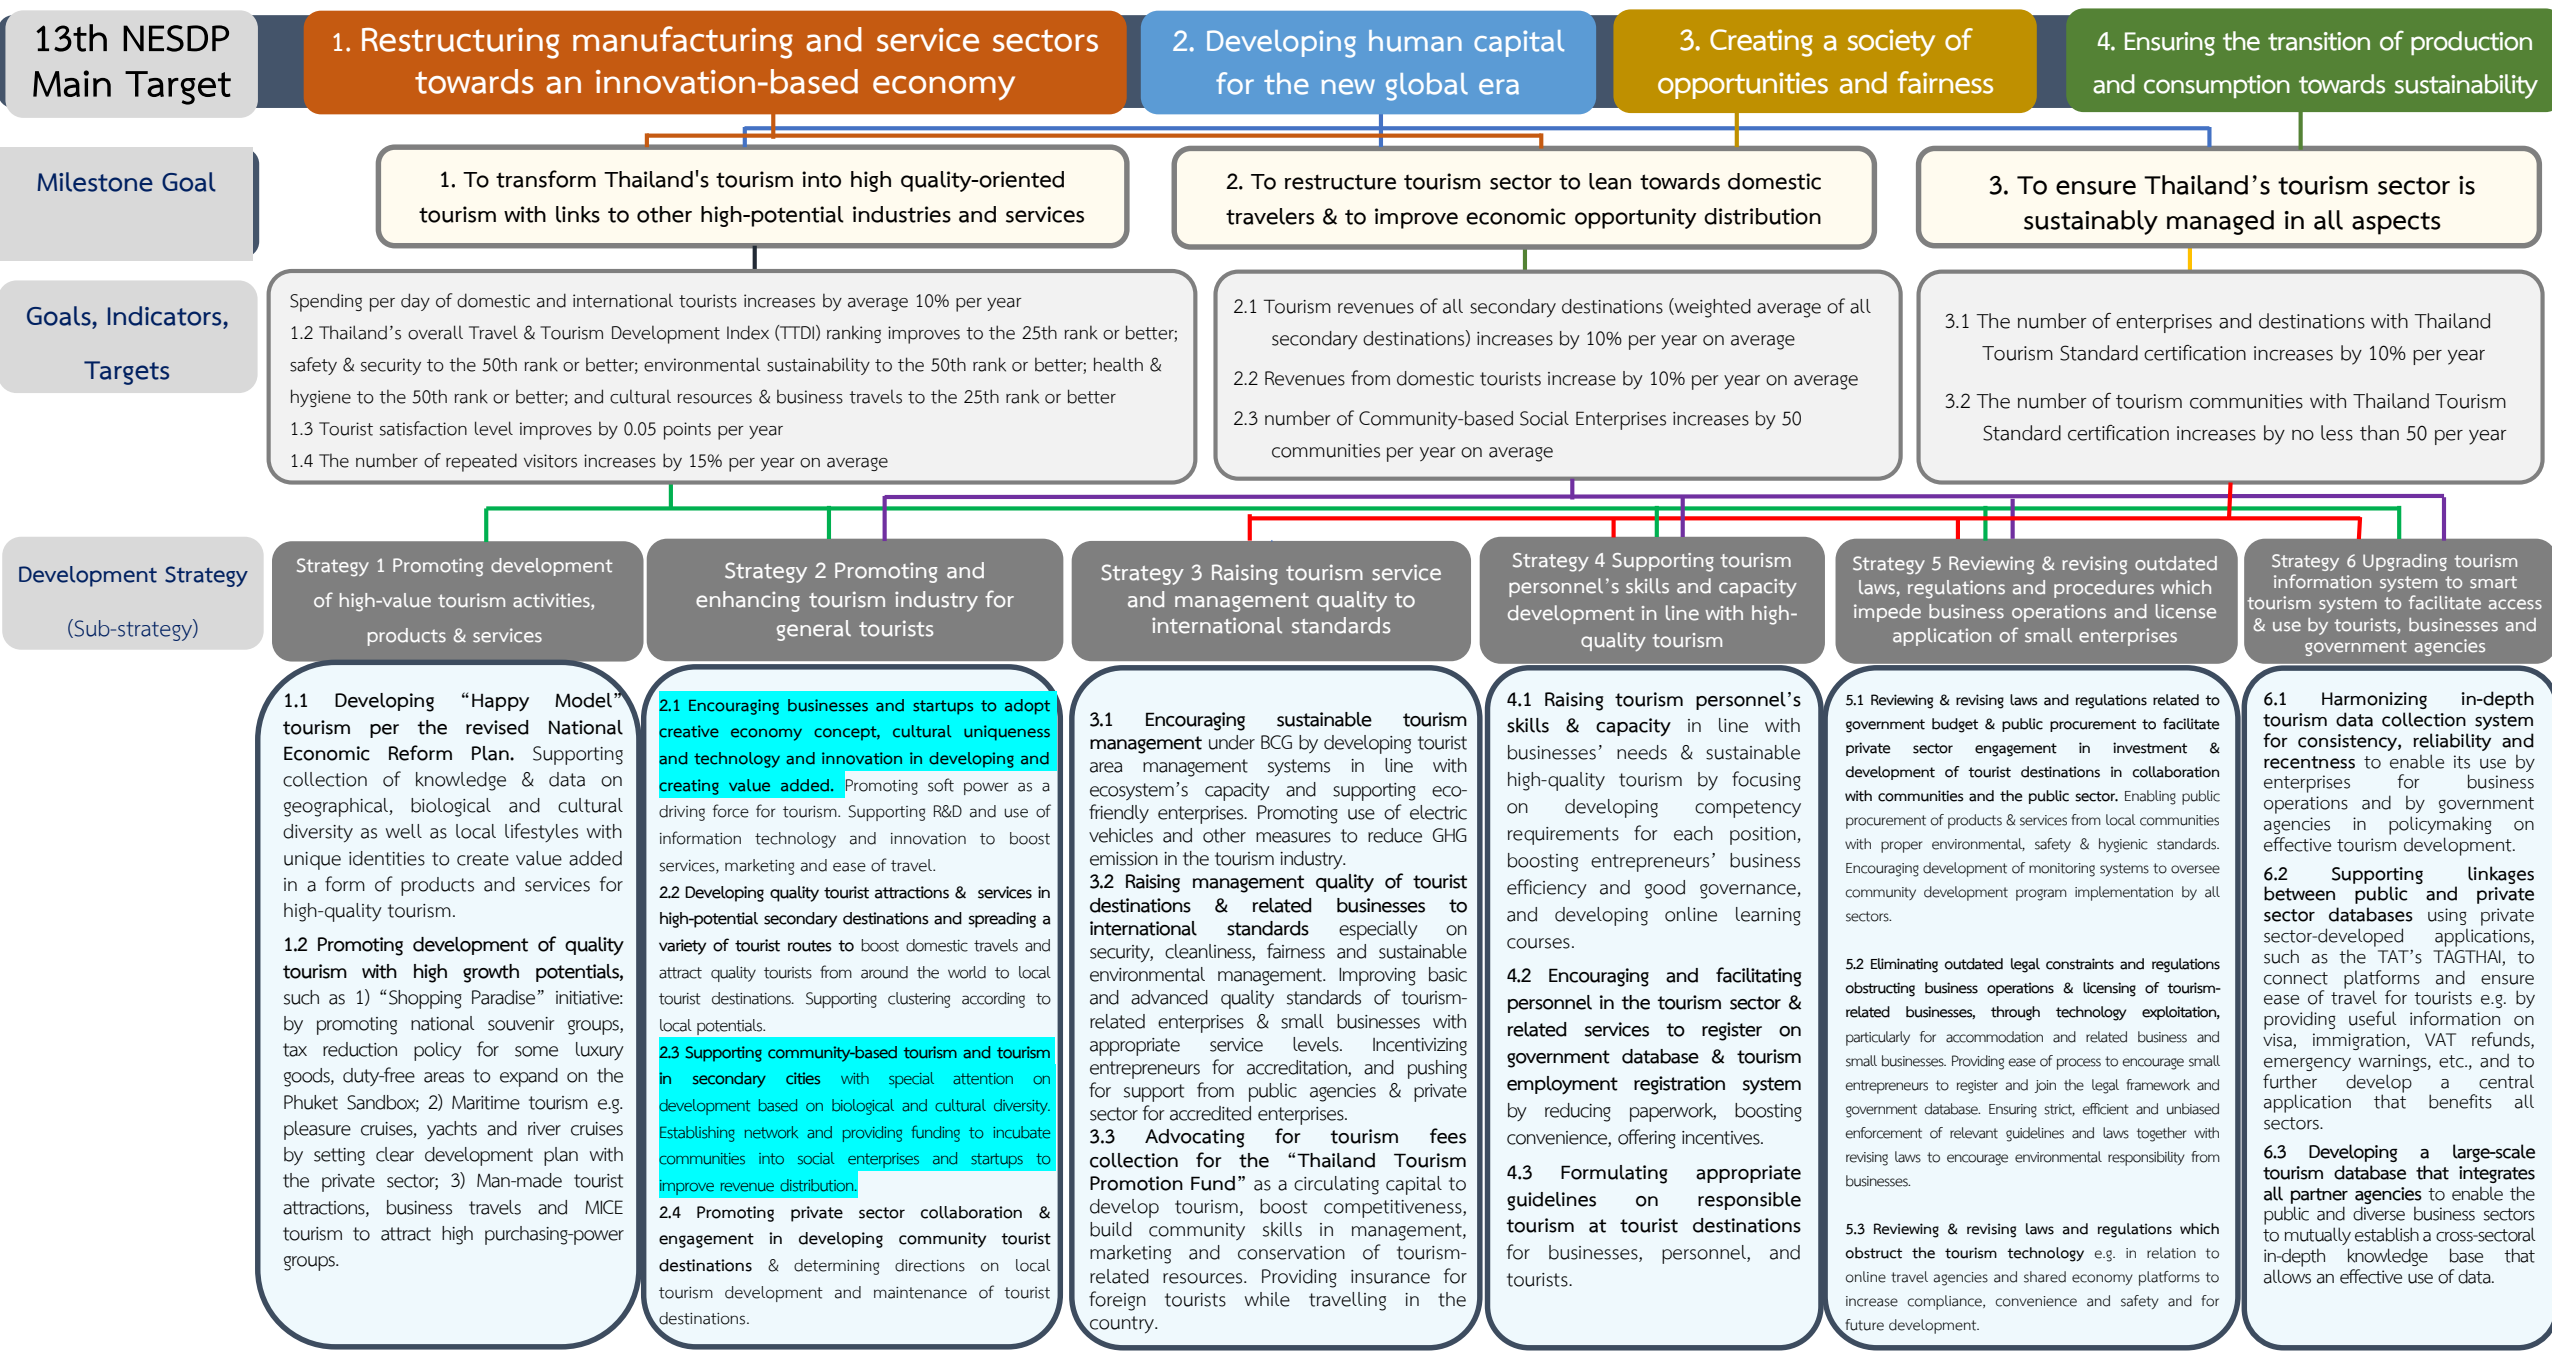 13th NESDP
Main Target
1. Restructuring manufacturing and service sectors
towards an innovation-based economy
2. Developing human capital
for the new global era
3. Creating a society of
opportunities and fairness
4. Ensuring the transition of production
and consumption towards sustainability
Milestone Goal
1. To transform Thailand's tourism into high quality-oriented
tourism with links to other high-potential industries and services
2. To restructure tourism sector to lean towards domestic
travelers & to improve economic opportunity distribution
3. To ensure Thailand’s tourism sector is
sustainably managed in all aspects
Goals, Indicators,
Targets
Spending per day of domestic and international tourists increases by average 10% per year
1.2 Thailand’s overall Travel & Tourism Development Index (TTDI) ranking improves to the 25th rank or better;
safety & security to the 50th rank or better; environmental sustainability to the 50th rank or better; health &
hygiene to the 50th rank or better; and cultural resources & business travels to the 25th rank or better
1.3 Tourist satisfaction level improves by 0.05 points per year
1.4 The number of repeated visitors increases by 15% per year on average
2.1 Tourism revenues of all secondary destinations (weighted average of all
secondary destinations) increases by 10% per year on average
2.2 Revenues from domestic tourists increase by 10% per year on average
2.3 number of Community-based Social Enterprises increases by 50
communities per year on average
3.1 The number of enterprises and destinations with Thailand
Tourism Standard certification increases by 10% per year
3.2 The number of tourism communities with Thailand Tourism
Standard certification increases by no less than 50 per year
Development Strategy
(Sub-strategy)
Strategy 1 Promoting development
of high-value tourism activities,
products & services
Strategy 2 Promoting and
enhancing tourism industry for
general tourists
Strategy 3 Raising tourism service
and management quality to
international standards
Strategy 4 Supporting tourism
personnel’s skills and capacity
development in line with high-
quality tourism
Strategy 5 Reviewing & revising outdated
laws, regulations and procedures which
impede business operations and license
application of small enterprises
Strategy 6 Upgrading tourism
information system to smart
tourism system to facilitate access
& use by tourists, businesses and
government agencies
1.1 Developing “Happy Model”
tourism per the revised National
Economic Reform Plan. Supporting
collection of knowledge & data on
geographical, biological and cultural
diversity as well as local lifestyles with
unique identities to create value added
in a form of products and services for
high-quality tourism.
1.2 Promoting development of quality
tourism with high growth potentials,
such as 1) “Shopping Paradise” initiative:
by promoting national souvenir groups,
tax reduction policy for some luxury
goods, duty-free areas to expand on the
Phuket Sandbox; 2) Maritime tourism e.g.
pleasure cruises, yachts and river cruises
by setting clear development plan with
the private sector; 3) Man-made tourist
attractions, business travels and MICE
tourism to attract high purchasing-power
groups.
2.1 Encouraging businesses and startups to adopt
creative economy concept, cultural uniqueness
and technology and innovation in developing and
creating value added. Promoting soft power as a
driving force for tourism. Supporting R&D and use of
information technology and innovation to boost
services, marketing and ease of travel.
2.2 Developing quality tourist attractions & services in
high-potential secondary destinations and spreading a
variety of tourist routes to boost domestic travels and
attract quality tourists from around the world to local
tourist destinations. Supporting clustering according to
local potentials.
2.3 Supporting community-based tourism and tourism
in secondary cities with special attention on
development based on biological and cultural diversity.
Establishing network and providing funding to incubate
communities into social enterprises and startups to
improve revenue distribution.
2.4 Promoting private sector collaboration &
engagement in developing community tourist
destinations & determining directions on local
tourism development and maintenance of tourist
destinations.
3.1 Encouraging sustainable tourism
management under BCG by developing tourist
area management systems in line with
ecosystem’s capacity and supporting eco-
friendly enterprises. Promoting use of electric
vehicles and other measures to reduce GHG
emission in the tourism industry.
3.2 Raising management quality of tourist
destinations & related businesses to
international standards especially on
security, cleanliness, fairness and sustainable
environmental management. Improving basic
and advanced quality standards of tourism-
related enterprises & small businesses with
appropriate service levels. Incentivizing
entrepreneurs for accreditation, and pushing
for support from public agencies & private
sector for accredited enterprises.
3.3 Advocating for tourism fees
collection for the “Thailand Tourism
Promotion Fund” as a circulating capital to
develop tourism, boost competitiveness,
build community skills in management,
marketing and conservation of tourism-
related resources. Providing insurance for
foreign tourists while travelling in the
country.
4.1 Raising tourism personnel’s
skills & capacity in line with
businesses’ needs & sustainable
high-quality tourism by focusing
on developing competency
requirements for each position,
boosting entrepreneurs’ business
efficiency and good governance,
and developing online learning
courses.
4.2 Encouraging and facilitating
personnel in the tourism sector &
related services to register on
government database & tourism
employment registration system
by reducing paperwork, boosting
convenience, offering incentives.
4.3 Formulating appropriate
guidelines on responsible
tourism at tourist destinations
for businesses, personnel, and
tourists.
5.1 Reviewing & revising laws and regulations related to
government budget & public procurement to facilitate
private sector engagement in investment &
development of tourist destinations in collaboration
with communities and the public sector. Enabling public
procurement of products & services from local communities
with proper environmental, safety & hygienic standards.
Encouraging development of monitoring systems to oversee
community development program implementation by all
sectors.
5.2 Eliminating outdated legal constraints and regulations
obstructing business operations & licensing of tourism-
related businesses, through technology exploitation,
particularly for accommodation and related business and
small businesses. Providing ease of process to encourage small
entrepreneurs to register and join the legal framework and
government database. Ensuring strict, efficient and unbiased
enforcement of relevant guidelines and laws together with
revising laws to encourage environmental responsibility from
businesses.
5.3 Reviewing & revising laws and regulations which
obstruct the tourism technology e.g. in relation to
online travel agencies and shared economy platforms to
increase compliance, convenience and safety and for
future development.
6.1 Harmonizing in-depth
tourism data collection system
for consistency, reliability and
recentness to enable its use by
enterprises for business
operations and by government
agencies in policymaking on
effective tourism development.
6.2 Supporting linkages
between public and private
sector databases using private
sector-developed applications,
such as the TAT’s TAGTHAI, to
connect platforms and ensure
ease of travel for tourists e.g. by
providing useful information on
visa, immigration, VAT refunds,
emergency warnings, etc., and to
further develop a central
application that benefits all
sectors.
6.3 Developing a large-scale
tourism database that integrates
all partner agencies to enable the
public and diverse business sectors
to mutually establish a cross-sectoral
in-depth knowledge base that
allows an effective use of data.